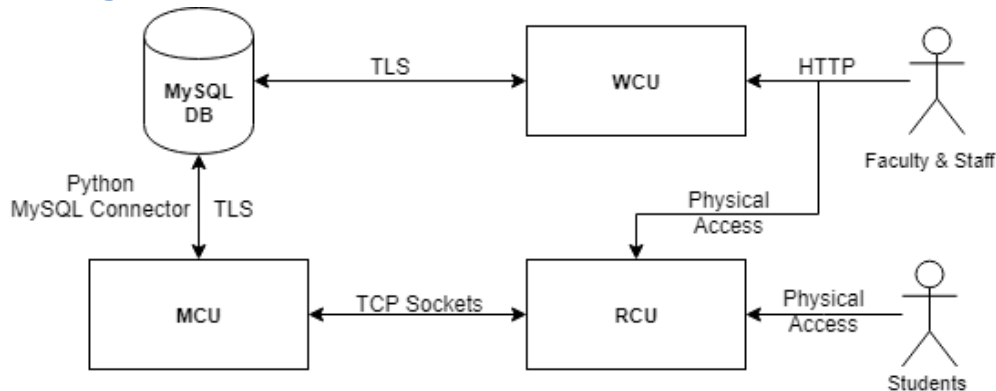 TLS
HTTP
MySQL
DB
WCU
Faculty & Staff
Python
MySQL Connector
TLS
Physical
Access
MCU
TCP Sockets
RCU
Physical
Access
Students